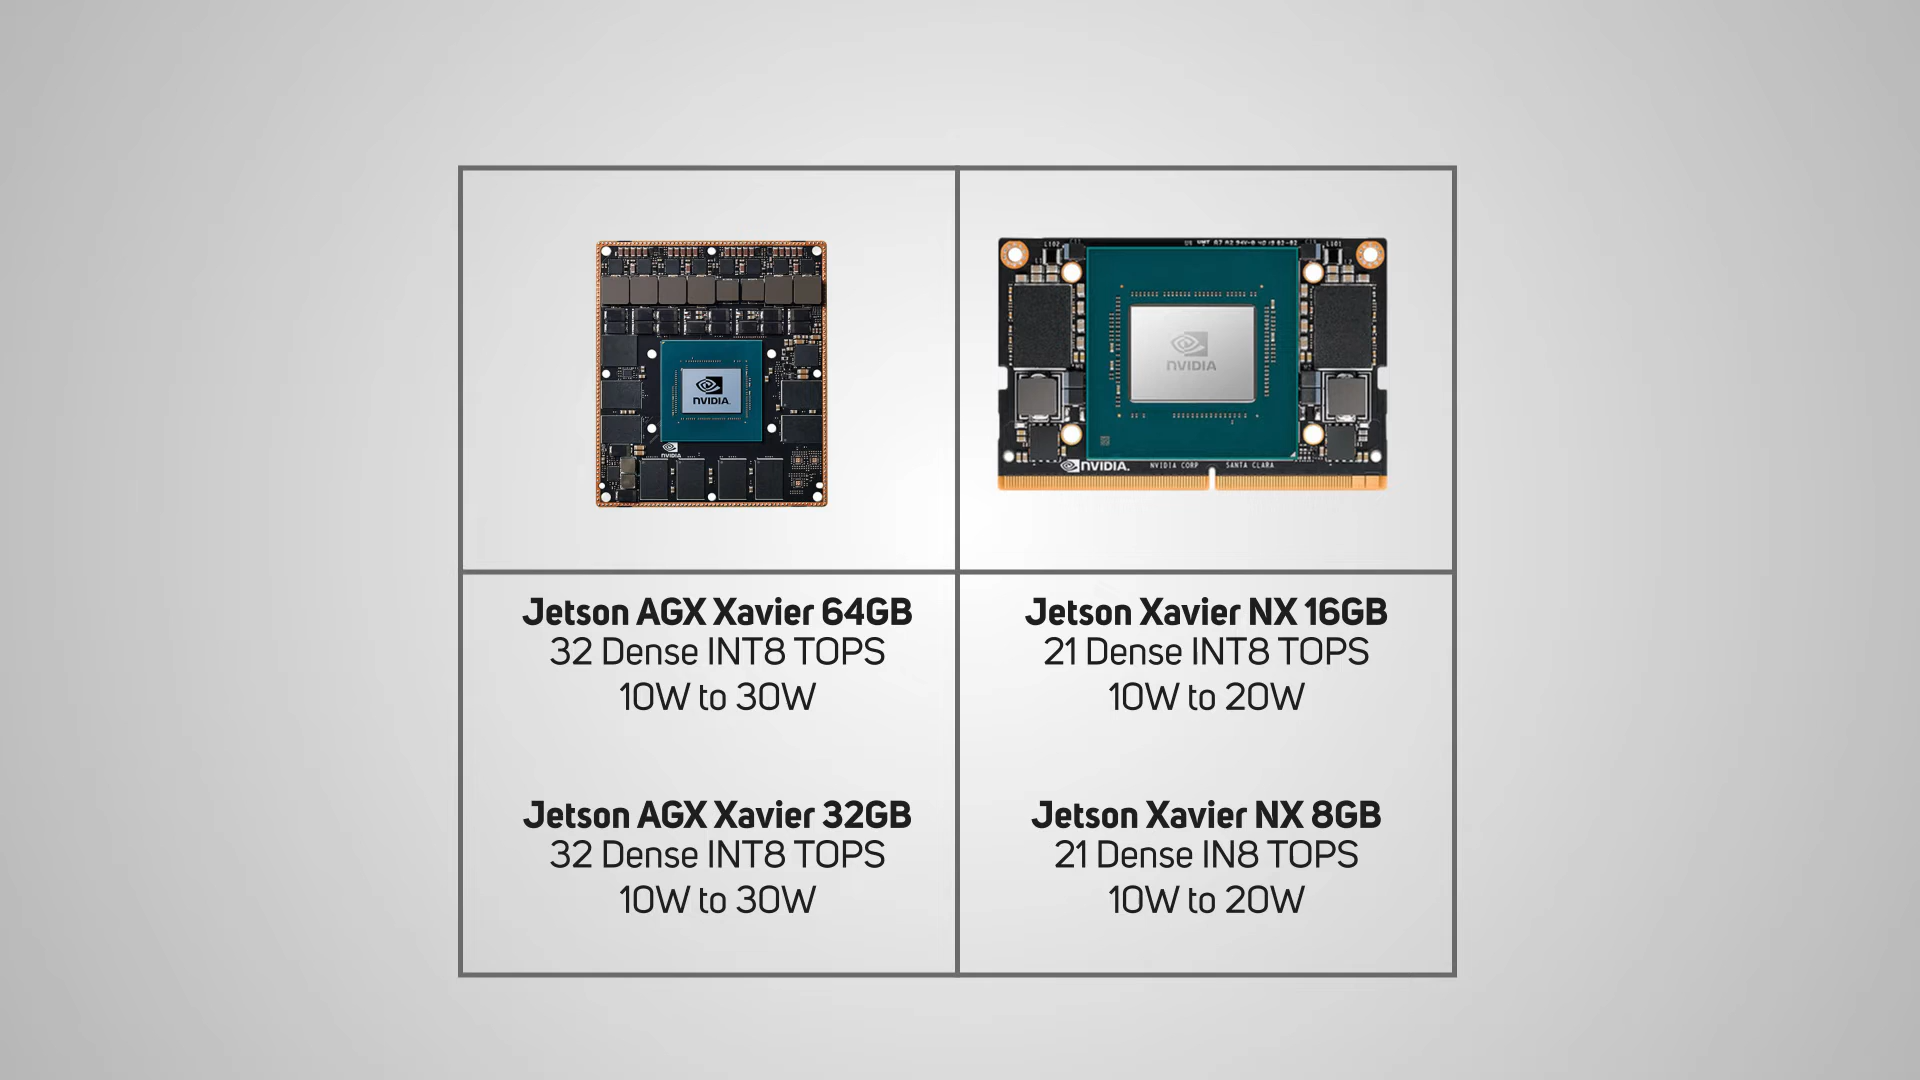 L102
L101
NVIDIA
NVIDIA.
NVIDIA
NVIDIA.
NVIDIA CORP
SANTA CLARA
Jetson AGX Xavier 64GB
32 Dense INT8 TOPS
10W to 30W
Jetson AGX Xavier 32GB
32 Dense INT8 TOPS
10W to 30W
Jetson Xavier NX 16GB
21 Dense INT8 TOPS
10W to 20W
Jetson Xavier NX 8GB
21 Dense IN8 TOPS
10W to 20W